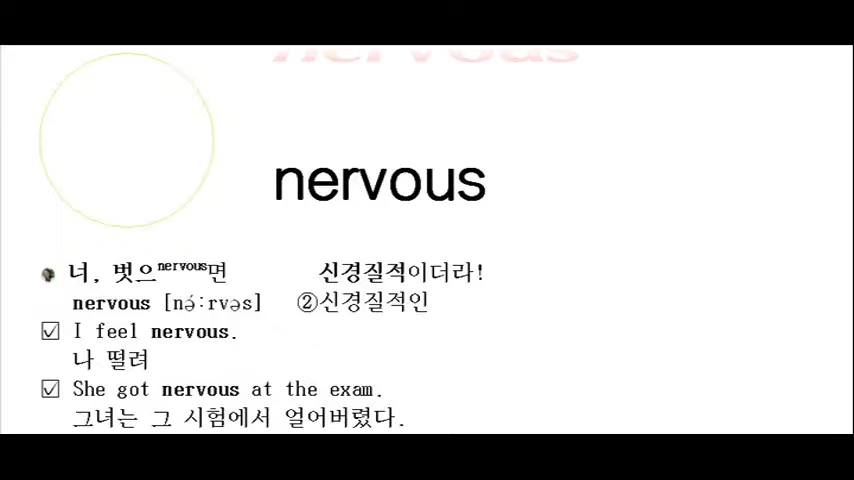 nervous
nervous
너, 벗으nervous면 신경질적이더라!
nervous [nə́ːrvəs] ②신경질적인
☑ I feel nervous.
나 떨려
☑ She got nervous at the exam.
그녀는 그 시험에서 얼어버렸다.